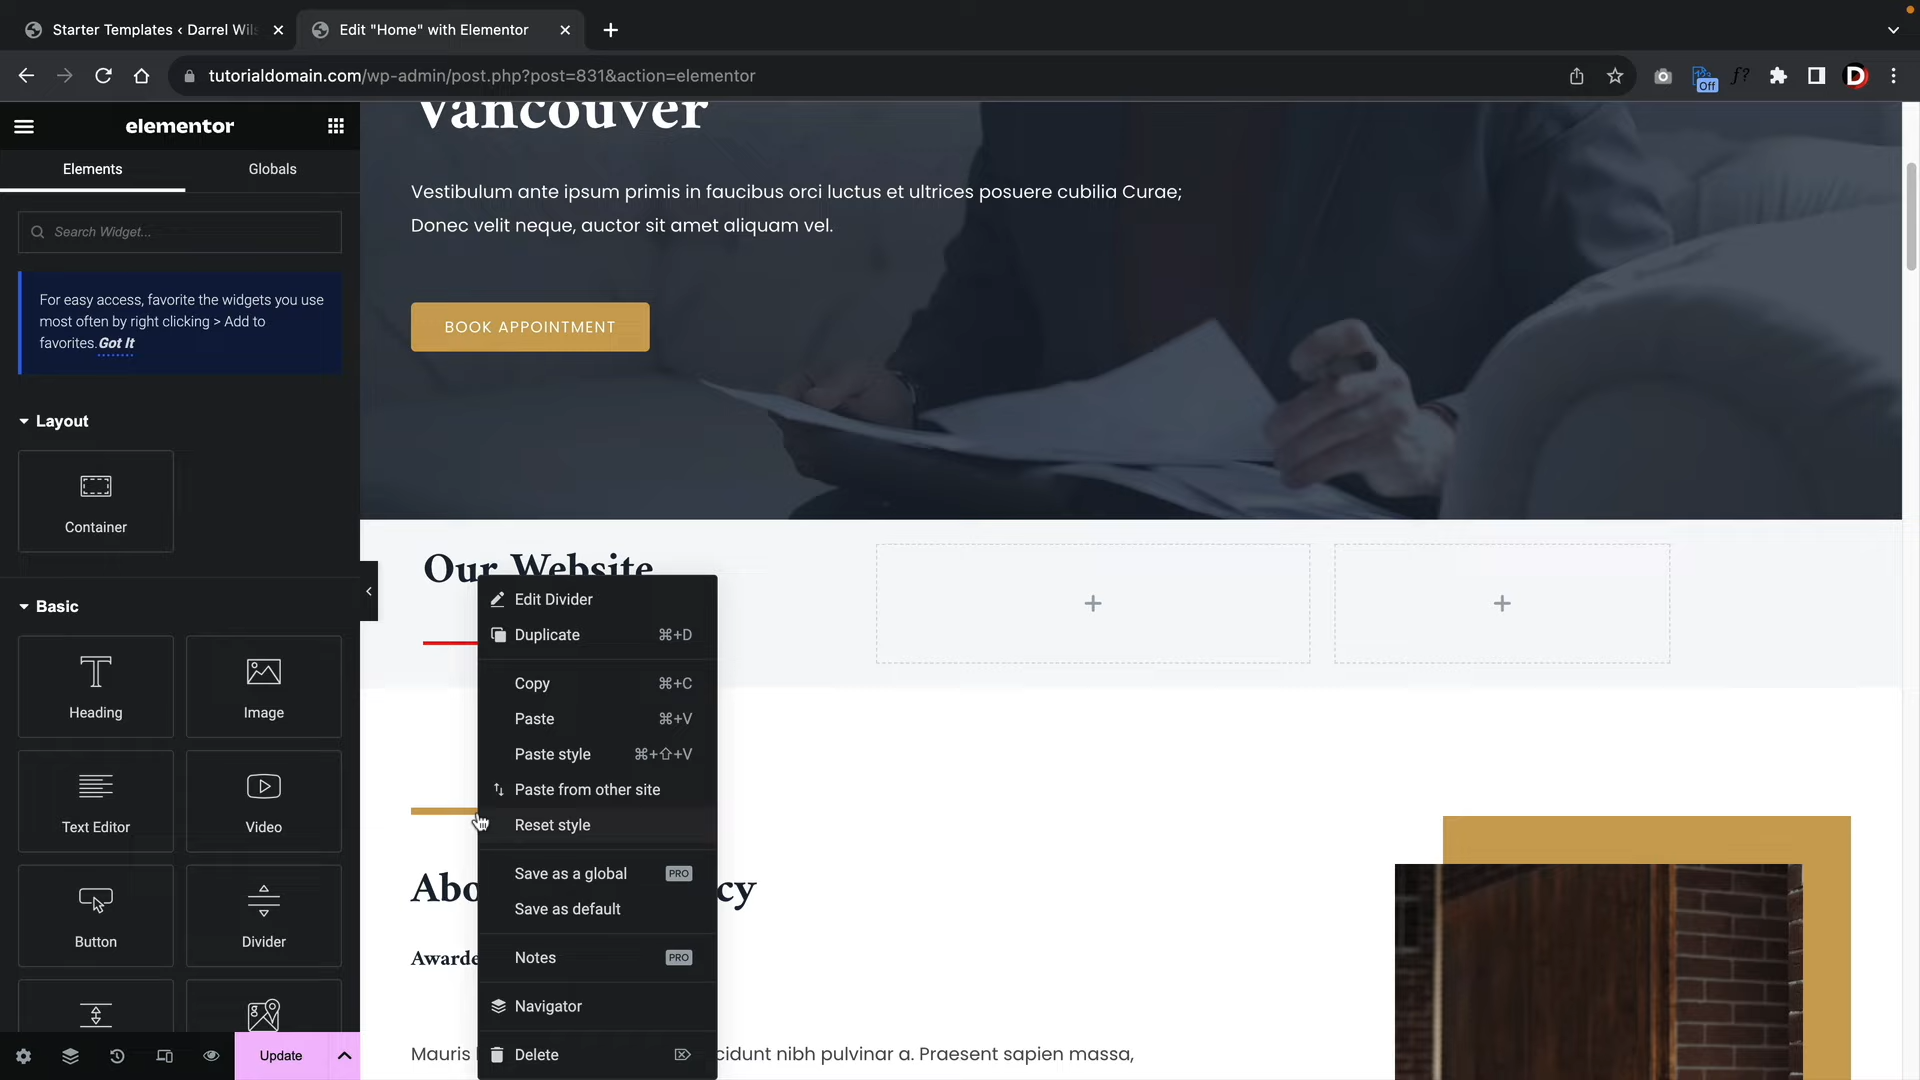 Starter Templates ‹ Darrel Wils
Edit "Home" with Elementor
tutorialdomain.com/wp-admin/post.php?post=831&action=elementor
Off
f?
D
elementor
Elements
Globals
Search Widget...
For easy access, favorite the widgets you use
most often by right clicking > Add to
favorites. Got It
Layout
Container
Basic
Heading
Image
Text Editor
Video
Button
Divider
Update
Vancouver
Vestibulum ante ipsum primis in faucibus orci luctus et ultrices posuere cubilia Curae;
Donec velit neque, auctor sit amet aliquam vel.
BOOK APPOINTMENT
Our Website
Edit Divider
Duplicate ⌘+D
Copy ⌘+C
Paste ⌘+V
Paste style ⌘+⇧+V
Paste from other site
Reset style
Save as a global PRO
Save as default
Notes PRO
Navigator
Delete ⌦
Abo cy
Awarde
Mauris cidunt nibh pulvinar a. Praesent sapien massa,